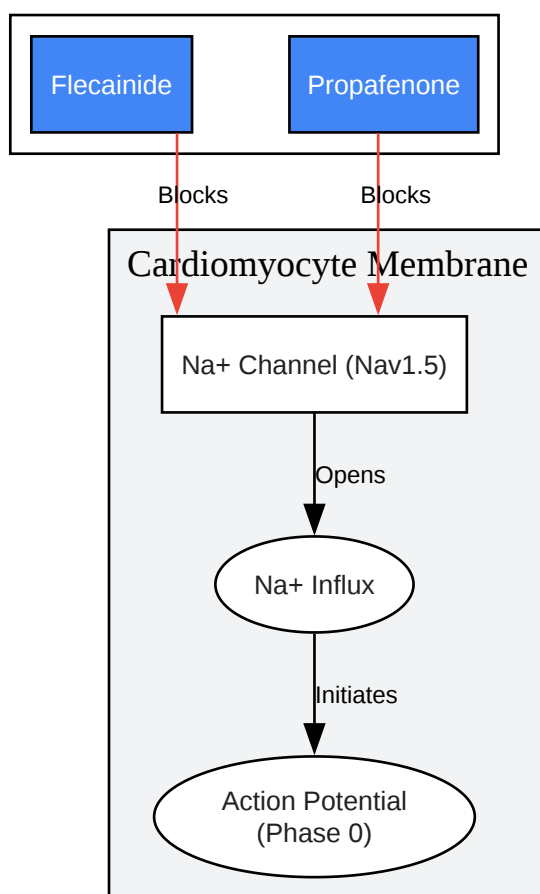 Flecainide
Propafenone
Blocks
Blocks
Cardiomyocyte Membrane
Na+ Channel (Nav1.5)
Opens
Na+ Influx
Initiates
Action Potential
(Phase 0)